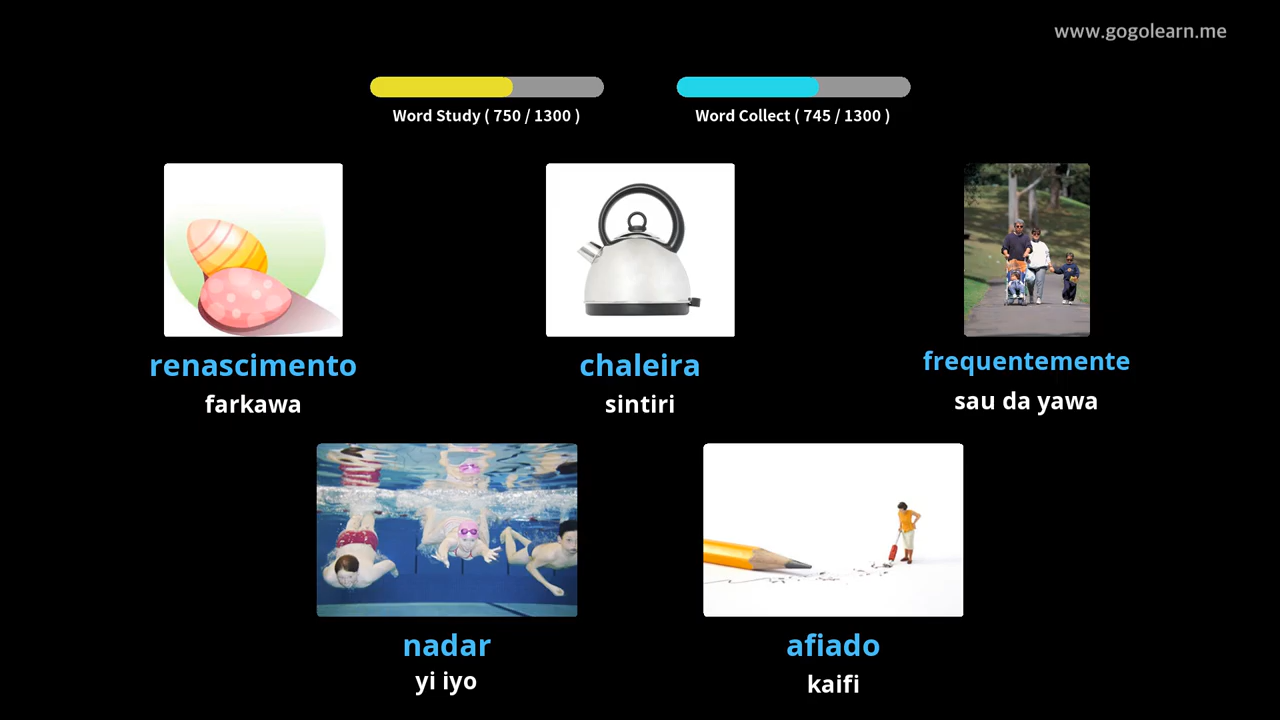 www.gogolearn.me
Word Study ( 750 / 1300 )
Word Collect ( 745 / 1300 )
renascimento
farkawa
chaleira
sintiri
frequentemente
sau da yawa
nadar
yi iyo
afiado
kaifi